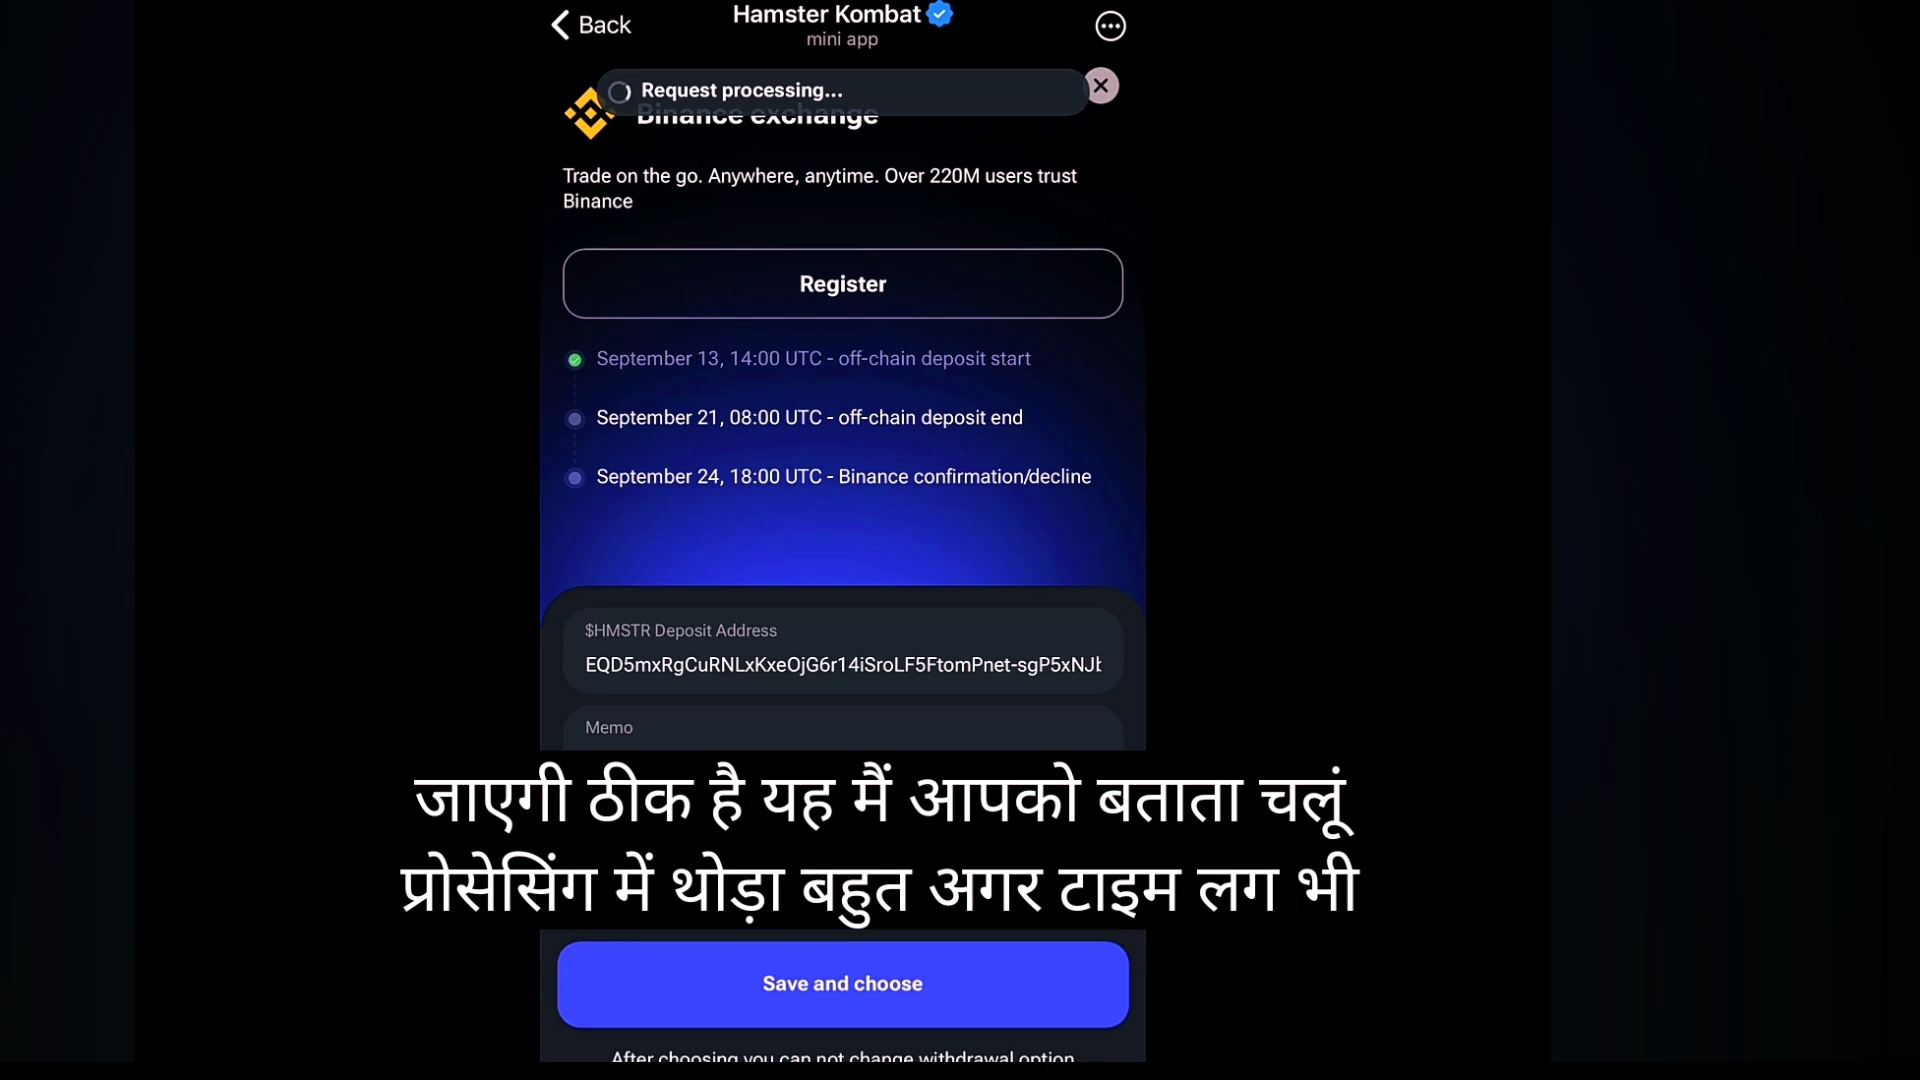 Back
Hamster Kombat
mini app
Request processing...
Binance exchange
Trade on the go. Anywhere, anytime. Over 220M users trust
Binance
Register
September 13, 14:00 UTC - off-chain deposit start
September 21, 08:00 UTC - off-chain deposit end
September 24, 18:00 UTC - Binance confirmation/decline
$HMSTR Deposit Address
EQD5mxRgCuRNLxKxeOjG6r14iSroLF5FtomPnet-sgP5xNJb
Memo
जाएगी ठीक है यह मैं आपको बताता चलूं
प्रोसेसिंग में थोड़ा बहुत अगर टाइम लग भी
Save and choose
After choosing you can not change withdrawal option